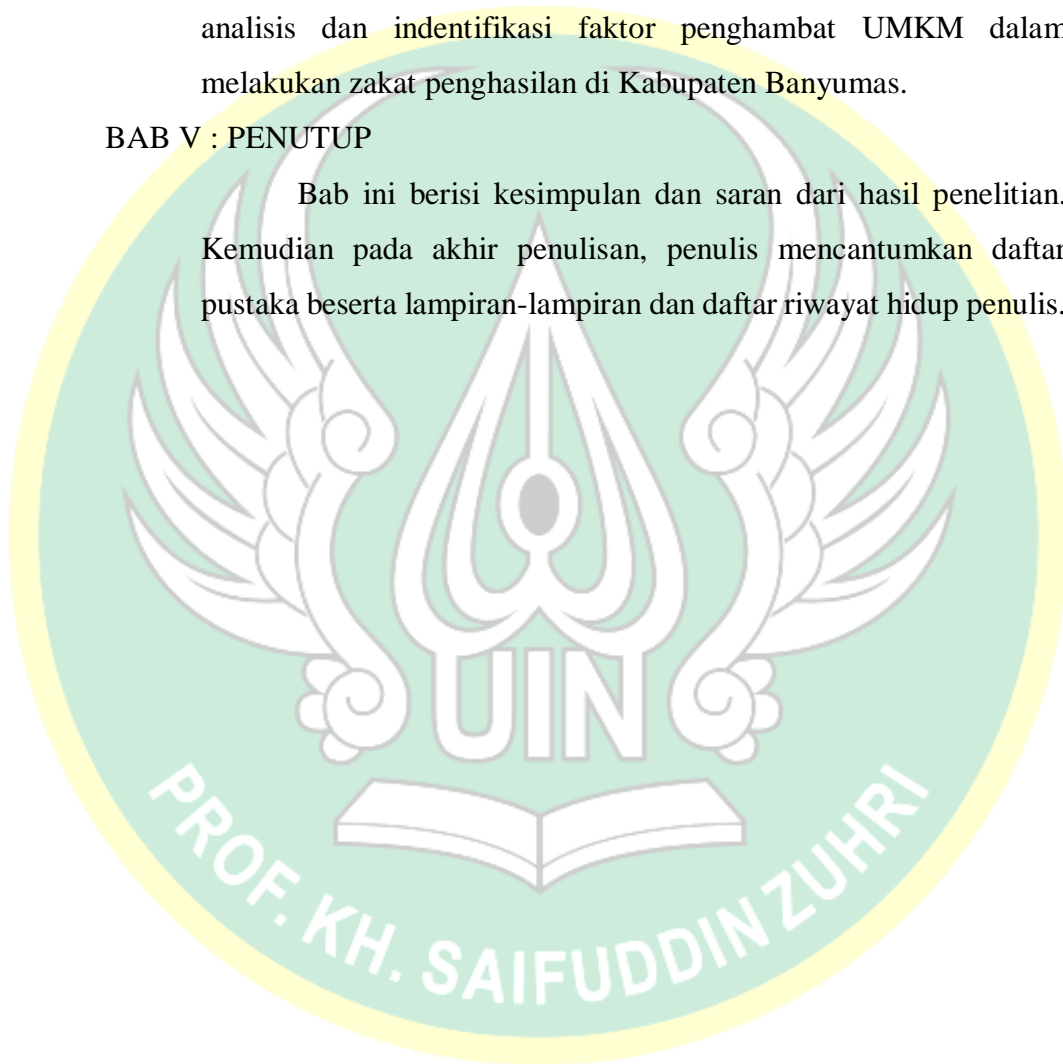 analisis dan indentifikasi faktor penghambat UMKM dalam
melakukan zakat penghasilan di Kabupaten Banyumas.
BAB V : PENUTUP
Bab ini berisi kesimpulan dan saran dari hasil penelitian.
Kemudian pada akhir penulisan, penulis mencantumkan daftar
pustaka beserta lampiran-lampiran dan daftar riwayat hidup penulis.
UIN
PROF. KH. SAIFUDDIN ZUHRI